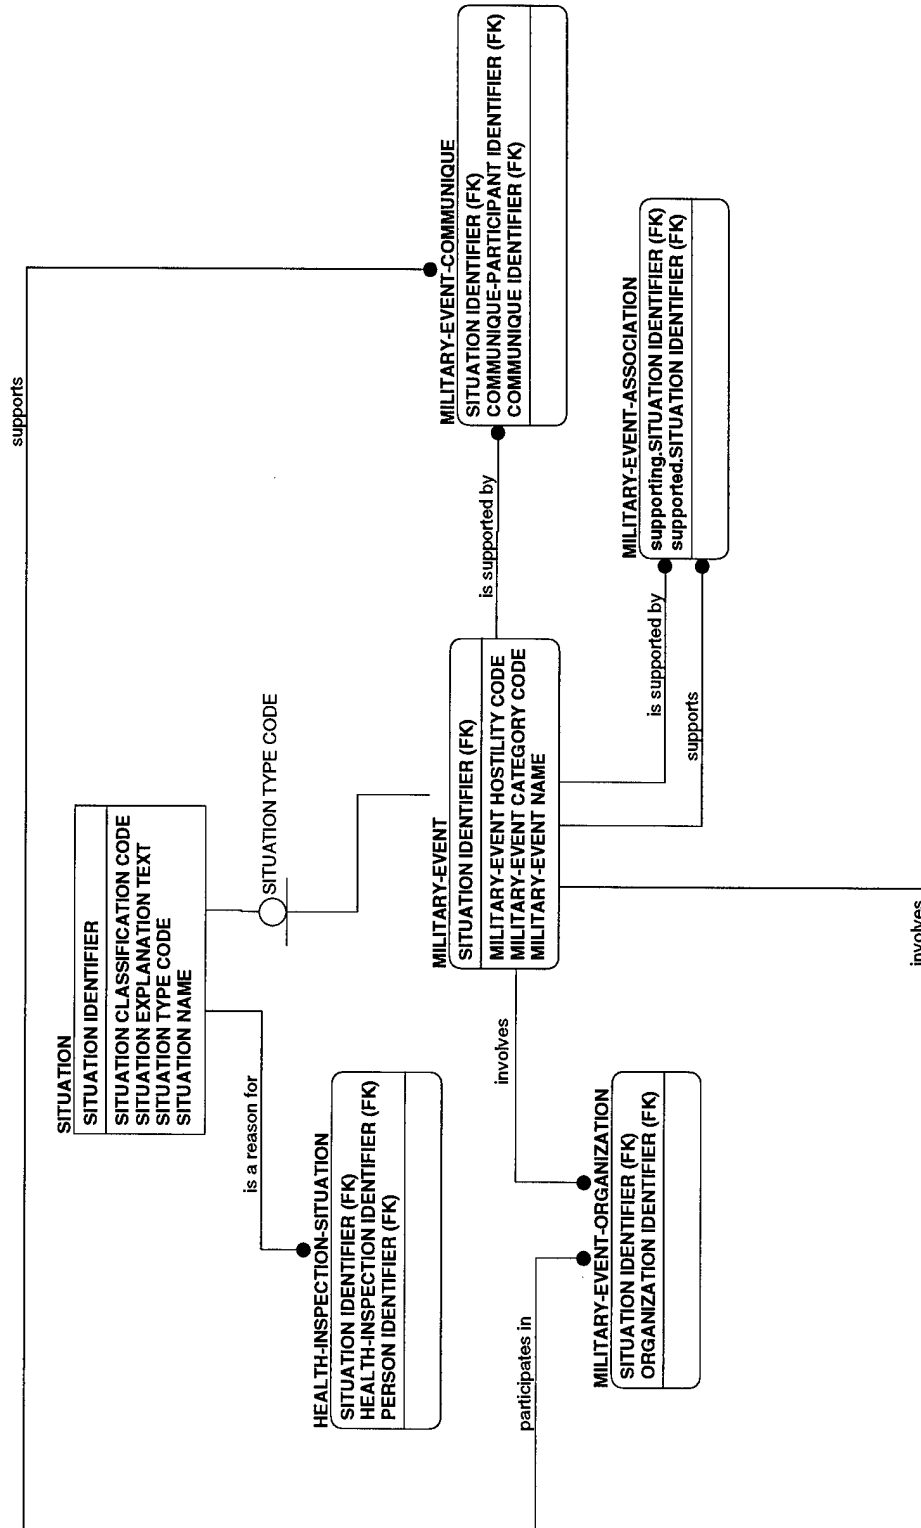 supports
SITUATION
SITUATION IDENTIFIER
SITUATION CLASSIFICATION CODE
SITUATION EXPLANATION TEXT
SITUATION TYPE CODE
SITUATION NAME
SITUATION TYPE CODE
is a reason for
HEALTH-INSPECTION-SITUATION
SITUATION IDENTIFIER (FK)
HEALTH-INSPECTION IDENTIFIER (FK)
PERSON IDENTIFIER (FK)
MILITARY-EVENT
SITUATION IDENTIFIER (FK)
MILITARY-EVENT HOSTILITY CODE
MILITARY-EVENT CATEGORY CODE
MILITARY-EVENT NAME
is supported by
MILITARY-EVENT-COMMUNIQUE
SITUATION IDENTIFIER (FK)
COMMUNIQUE-PARTICIPANT IDENTIFIER (FK)
COMMUNIQUE IDENTIFIER (FK)
involves
participates in
MILITARY-EVENT-ORGANIZATION
SITUATION IDENTIFIER (FK)
ORGANIZATION IDENTIFIER (FK)
is supported by
supports
MILITARY-EVENT-ASSOCIATION
supporting.SITUATION IDENTIFIER (FK)
supported.SITUATION IDENTIFIER (FK)
involves